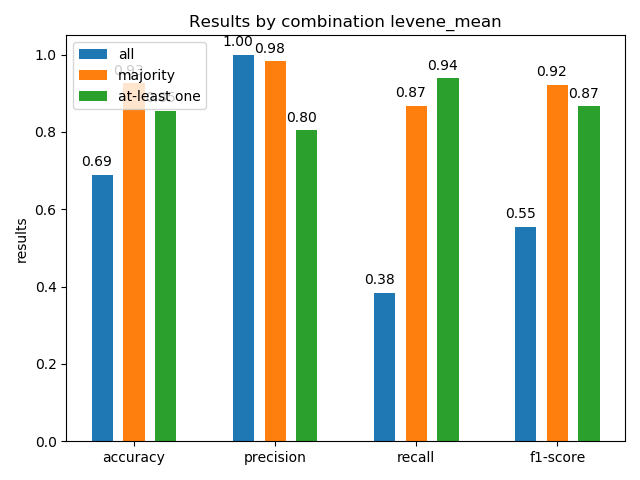 Results by combination levene_mean
all
majority
at-least one
0.69
1.00
0.98
0.80
0.38
0.87
0.94
0.55
0.92
0.87
results
1.0
0.8
0.6
0.4
0.2
0.0
accuracy
precision
recall
f1-score